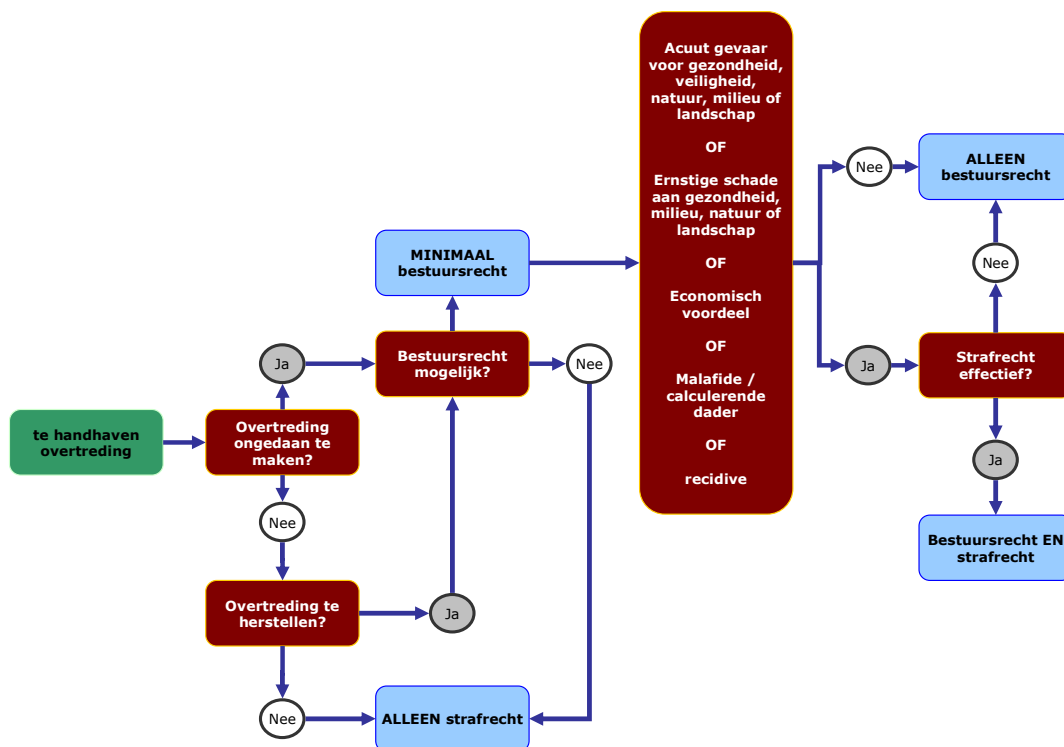 te handhaven
overtreding
Overtreding
ongedaan te
maken?
Ja
Nee
Overtreding te
herstellen?
Ja
Nee
Bestuursrecht
mogelijk?
Nee
MINIMAAL
bestuursrecht
ALLEEN strafrecht
Acuut gevaar
voor gezondheid,
veiligheid,
natuur, milieu of
landschap
OF
Ernstige schade
aan gezondheid,
milieu, natuur of
landschap
OF
Economisch
voordeel
OF
Malafide /
calculerende
dader
OF
recidive
Nee
ALLEEN
bestuursrecht
Nee
Ja
Strafrecht
effectief?
Ja
Bestuursrecht EN
strafrecht